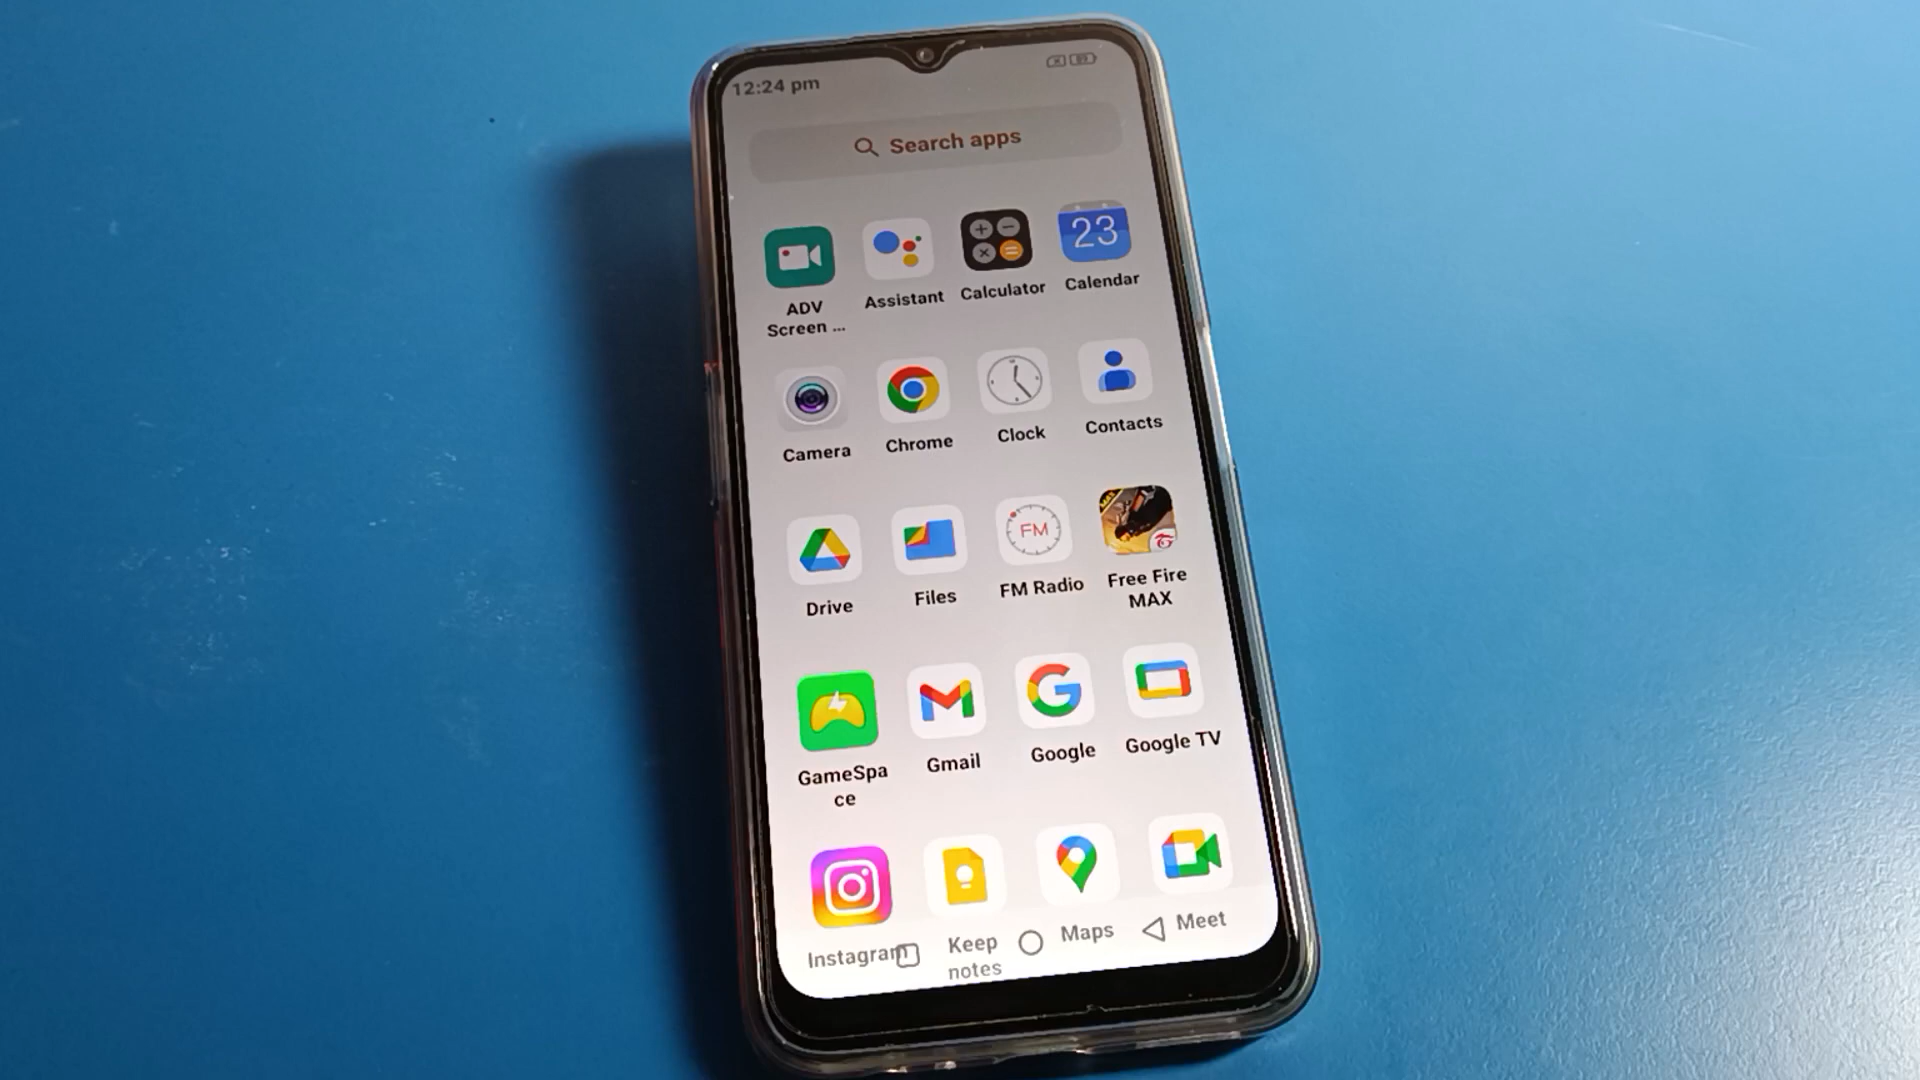 12:24 pm
Search apps
23
ADV
Screen ...
Assistant
Calculator
Calendar
Camera
Chrome
Clock
Contacts
FM
Drive
Files
FM Radio
Free Fire
MAX
GameSpa
ce
Gmail
Google
Google TV
Instagram
Keep
notes
Maps
Meet